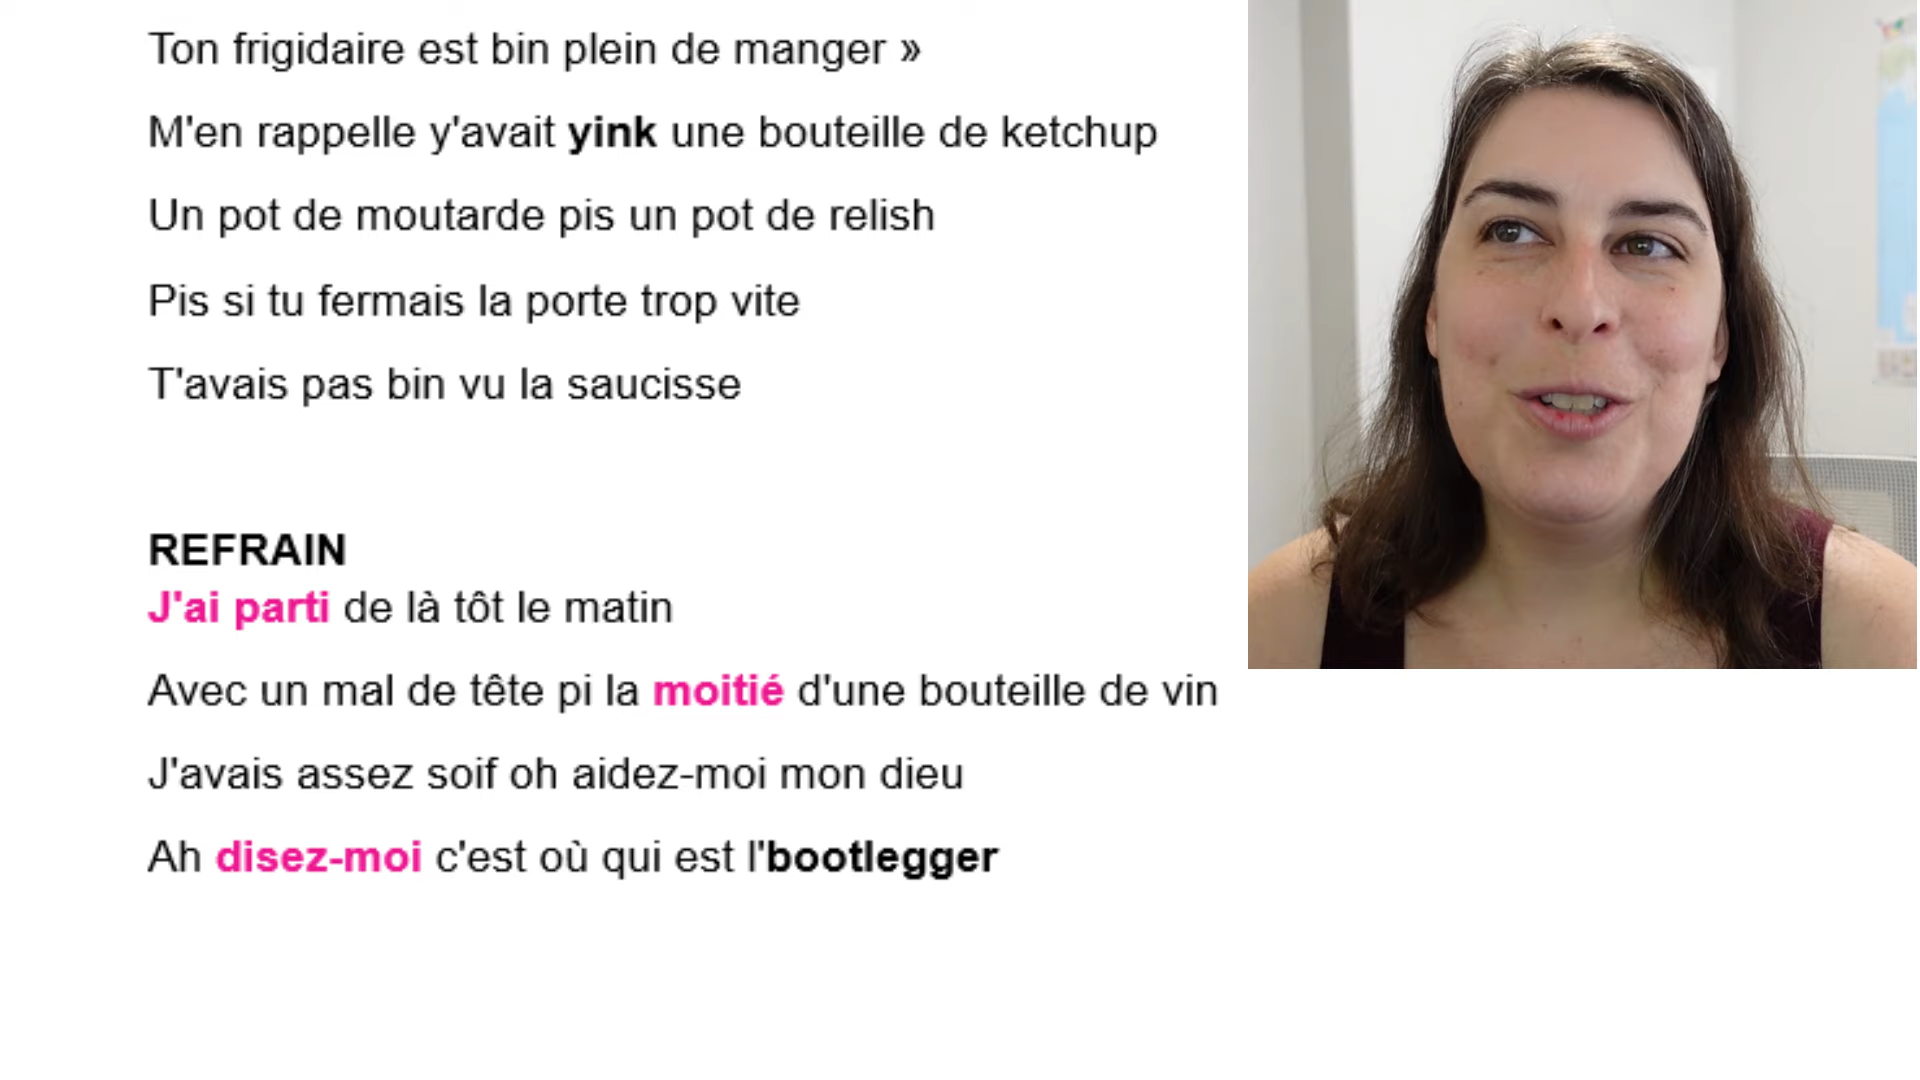 Ton frigidaire est bin plein de manger »
M'en rappelle y'avait yink une bouteille de ketchup
Un pot de moutarde pis un pot de relish
Pis si tu fermais la porte trop vite
T'avais pas bin vu la saucisse
REFRAIN
J'ai parti de là tôt le matin
Avec un mal de tête pi la moitié d'une bouteille de vin
J'avais assez soif oh aidez-moi mon dieu
Ah disez-moi c'est où qui est l'bootlegger